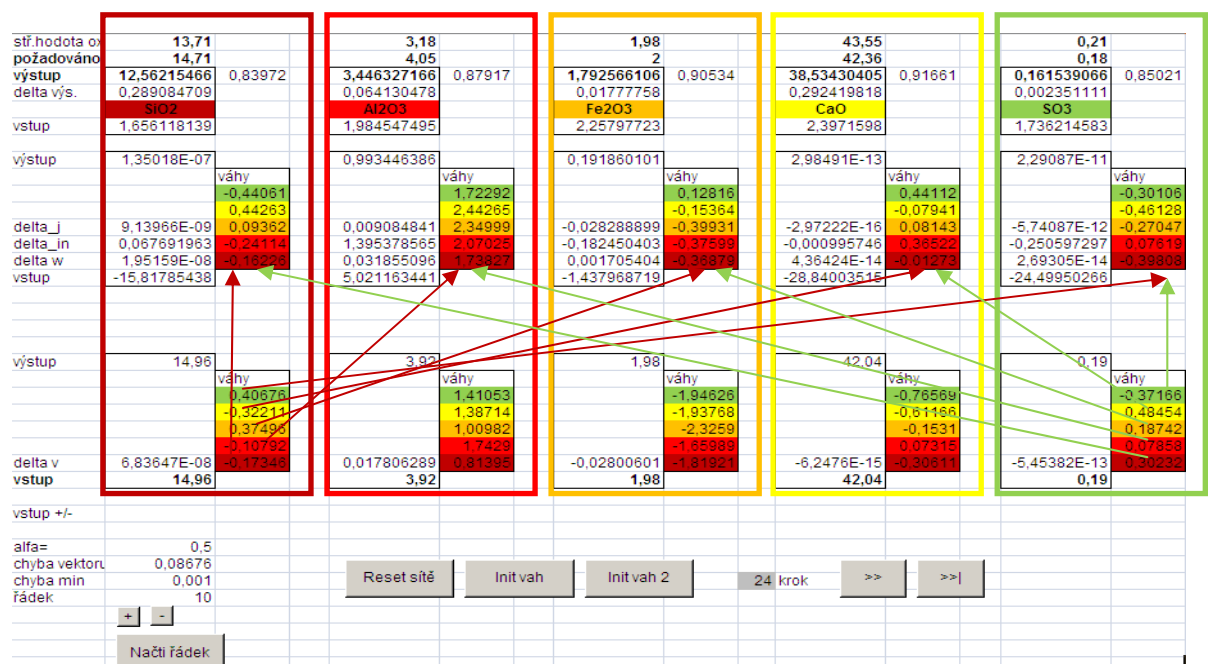 stř.hodota ox 13,71 3,18 1,98 43,55 0,21
požadováno 14,71 4,05 2 42,36 0,18
výstup 12,56215466 0,83972 3,446327166 0,87917 1,792566106 0,90534 38,53430405 0,91661 0,161539066 0,85021
delta výs. 0,289084709 0,064130478 0,01777758 0,292419818 0,002351111
SiO2 Al2O3 Fe2O3 CaO SO3
vstup 1,656118139 1,984547495 2,25797723 2,3971598 1,736214583
výstup 1,35018E-07 0,993446386 0,191860101 2,98491E-13 2,29087E-11
váhy váhy váhy váhy váhy
-0,44061 1,72292 0,12816 0,44112 -0,30106
0,44263 2,44265 -0,15364 -0,07941 -0,46128
delta_j 9,13966E-09 0,09362 0,009084841 2,34999 -0,028288899 -0,39931 -2,97222E-16 0,08143 -5,74087E-12 -0,27047
delta_in 0,067691963 -0,24114 1,395378565 2,07025 -0,182450403 -0,37599 -0,000995746 0,36522 -0,250597297 0,07619
delta w 1,95159E-08 -0,16226 0,031855096 1,73827 0,001705404 -0,36879 4,36424E-14 -0,01273 2,69305E-14 -0,39808
vstup -15,81785438 5,021163441 -1,437968719 -28,84003515 -24,49950266
výstup 14,96 3,92 1,98 42,04 0,19
váhy váhy váhy váhy váhy
0,40676 1,41053 -1,94626 -0,76569 -0,37166
-0,32211 1,38714 -1,93768 -0,61166 0,48454
0,37496 1,00982 -2,3259 -0,1531 0,18742
-0,10792 1,7429 -1,65989 0,07315 0,07858
delta v 6,83647E-08 -0,17346 0,017806289 0,81395 -0,02800601 -1,81921 -6,2476E-15 -0,30611 -5,45382E-13 0,30232
vstup 14,96 3,92 1,98 42,04 0,19
vstup +/-
alfa= 0,5
chyba vektoru 0,08676
chyba min 0,001
řádek 10
Reset sítě Init vah Init vah 2 24 krok >> >>|
+ -
Načti řádek